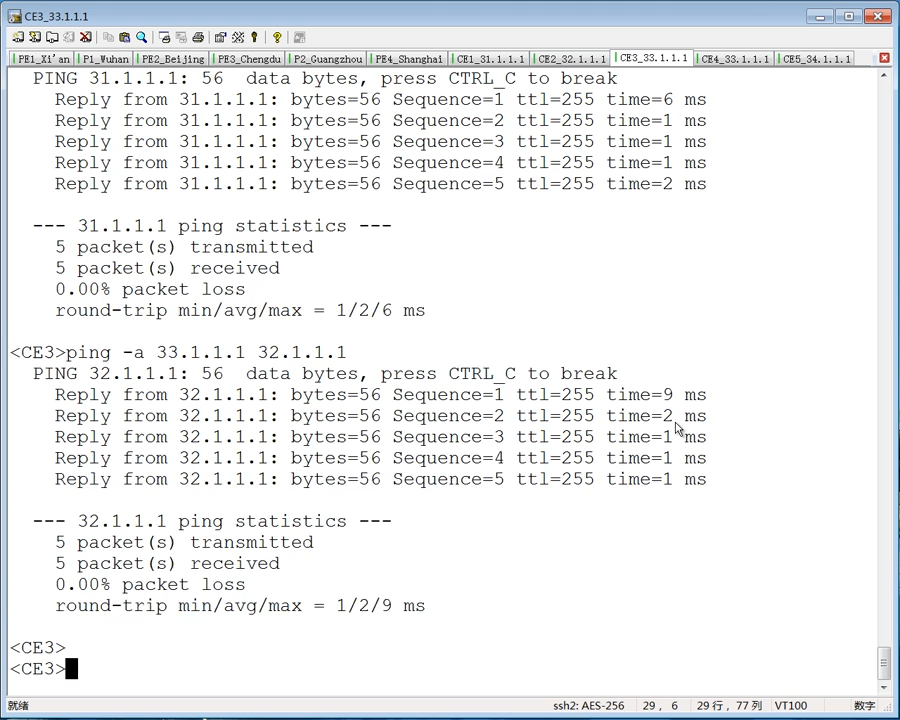 CE3_33.1.1.1
PE1_Xi'an P1_Wuhan PE2_Beijing PE3_Chengdu P2_Guangzhou PE4_Shanghai CE1_31.1.1.1 CE2_32.1.1.1 CE3_33.1.1.1 CE4_33.1.1.1 CE5_34.1.1.1
PING 31.1.1.1: 56  data bytes, press CTRL_C to break
Reply from 31.1.1.1: bytes=56 Sequence=1 ttl=255 time=6 ms
Reply from 31.1.1.1: bytes=56 Sequence=2 ttl=255 time=1 ms
Reply from 31.1.1.1: bytes=56 Sequence=3 ttl=255 time=1 ms
Reply from 31.1.1.1: bytes=56 Sequence=4 ttl=255 time=1 ms
Reply from 31.1.1.1: bytes=56 Sequence=5 ttl=255 time=2 ms
--- 31.1.1.1 ping statistics ---
5 packet(s) transmitted
5 packet(s) received
0.00% packet loss
round-trip min/avg/max = 1/2/6 ms
<CE3>ping -a 33.1.1.1 32.1.1.1
PING 32.1.1.1: 56  data bytes, press CTRL_C to break
Reply from 32.1.1.1: bytes=56 Sequence=1 ttl=255 time=9 ms
Reply from 32.1.1.1: bytes=56 Sequence=2 ttl=255 time=2 ms
Reply from 32.1.1.1: bytes=56 Sequence=3 ttl=255 time=1 ms
Reply from 32.1.1.1: bytes=56 Sequence=4 ttl=255 time=1 ms
Reply from 32.1.1.1: bytes=56 Sequence=5 ttl=255 time=1 ms
--- 32.1.1.1 ping statistics ---
5 packet(s) transmitted
5 packet(s) received
0.00% packet loss
round-trip min/avg/max = 1/2/9 ms
<CE3>
<CE3>
就绪 ssh2: AES-256 29， 6 29 行，77 列 VT100 数字